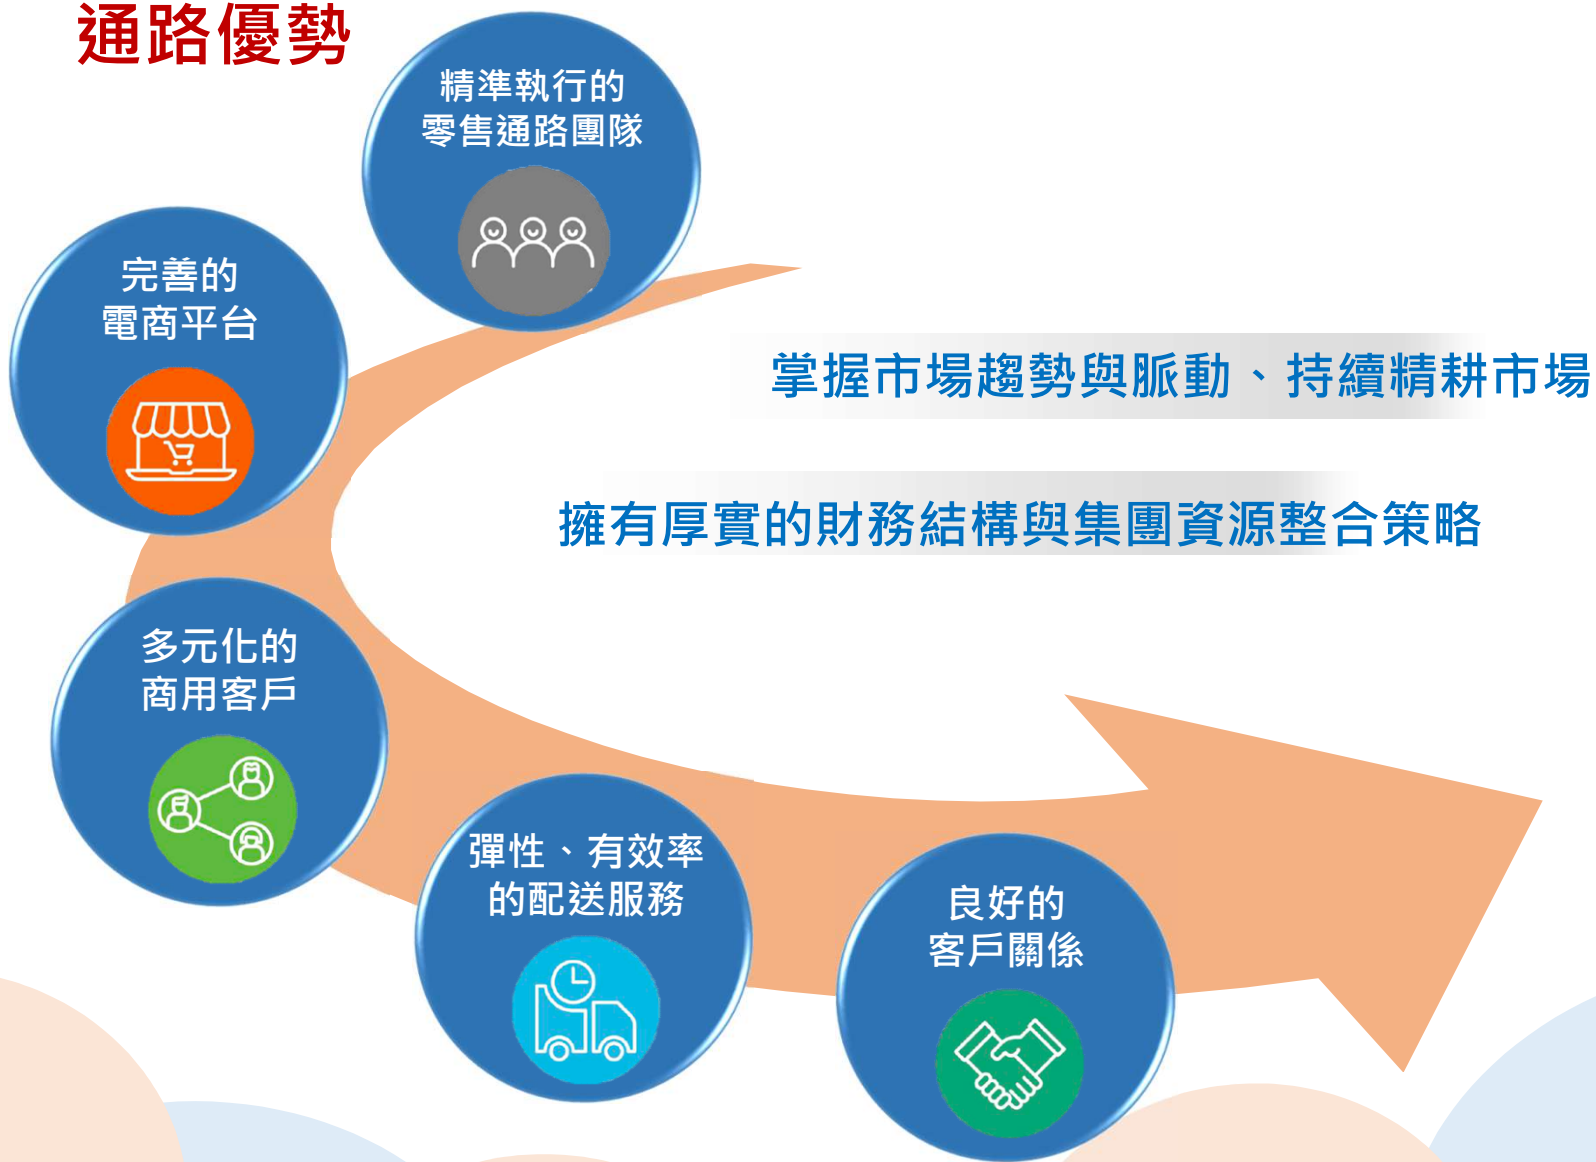 通路優勢
精準執行的
零售通路團隊
完善的
電商平台
掌握市場趨勢與脈動、持續精耕市場
擁有厚實的財務結構與集團資源整合策略
多元化的
商用客戶
彈性、有效率
的配送服務
良好的
客戶關係